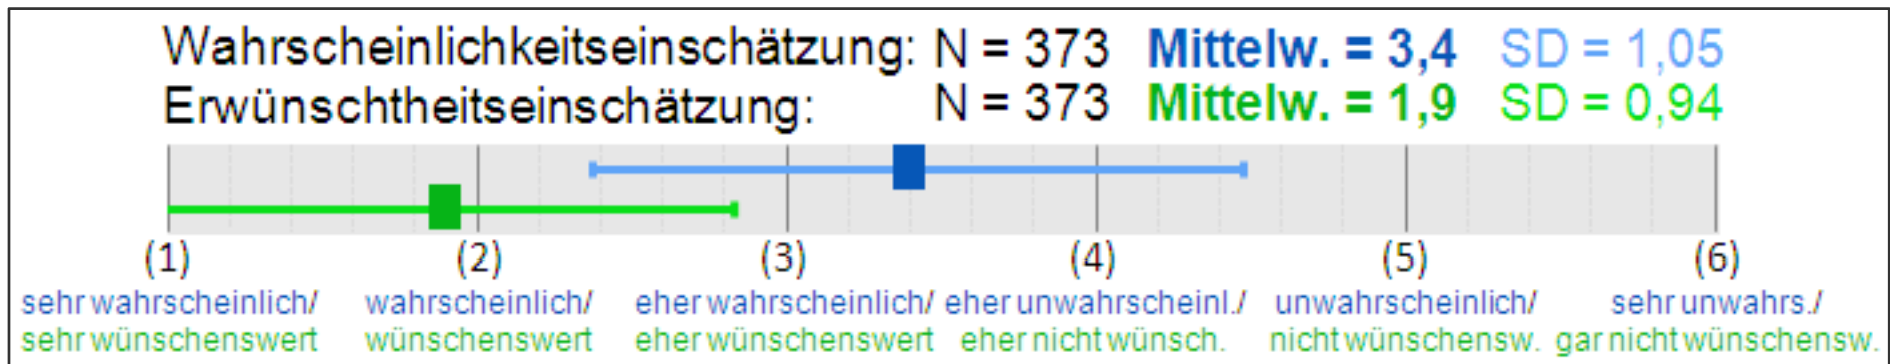 Wahrscheinlichkeitseinschätzung: N = 373 Mittelw. = 3,4 SD = 1,05
Erwünschtheitseinschätzung: N = 373 Mittelw. = 1,9 SD = 0,94
(1) (2) (3) (4) (5) (6)
sehr wahrscheinlich/ wahrscheinlich/ eher wahrscheinlich/ eher unwahrscheinl./ unwahrscheinlich/ sehr unwahrs./
sehr wünschenswert wünschenswert eher wünschenswert eher nicht wünsch. nicht wünschensw. gar nicht wünschensw.